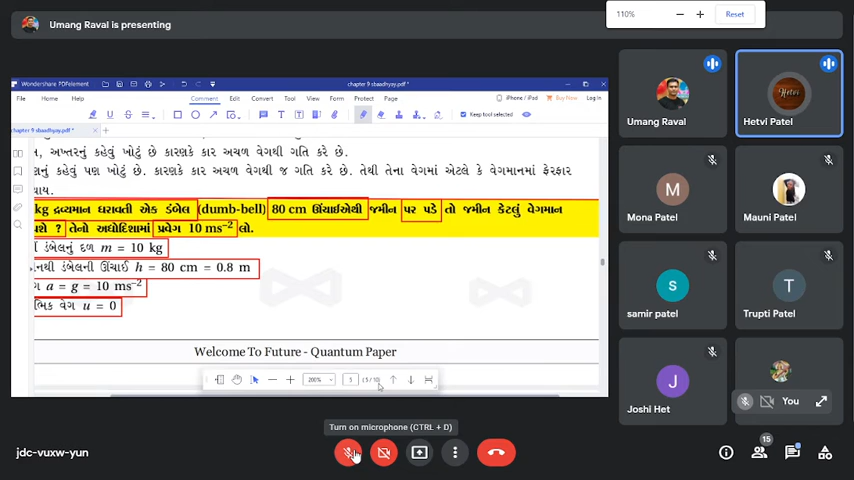 Umang Raval is presenting
110% Reset
Wondershare PDFelement
chapter 9 sbaadhyay.pdf *
File Home Comment Edit Convert Tool View Form Protect Page
iPhone / iPad Buy Now Log In
Keep tool selected
chapter 9 sbaadhyay.pdf *
અખ્તરનું કહેવું ખોટું છે કારણકે કાર અચળ વેગથી ગતિ કરે છે.
ણનું કહેવું પણ ખોટું છે. કારણકે કાર અચળ વેગથી જ ગતિ કરે છે. તેથી તેના વેગમાં એટલે કે વેગમાનમાં ફેરફાર
kg દ્રવ્યમાન ધરાવતી એક ડંબેલ (dumb-bell) 80 cm ઊંચાઈએથી જમીન પર પડે તો જમીન કેટલું વેગમાન
તેનો અધોદિશામાં પ્રવેગ 10 ms⁻² લો.
ડંબેલનું દળ m = 10 kg
ડંબેલની ઊંચાઈ h = 80 cm = 0.8 m
a = g = 10 ms⁻²
વેગ u = 0
Welcome To Future - Quantum Paper
200% 5 (5 / 10)
Umang Raval
Hetvi
Hetvi Patel
M
Mona Patel
Mauni Patel
s
samir patel
T
Trupti Patel
J
Joshi Het
You
Turn on microphone (CTRL + D)
jdc-vuxw-yun
15